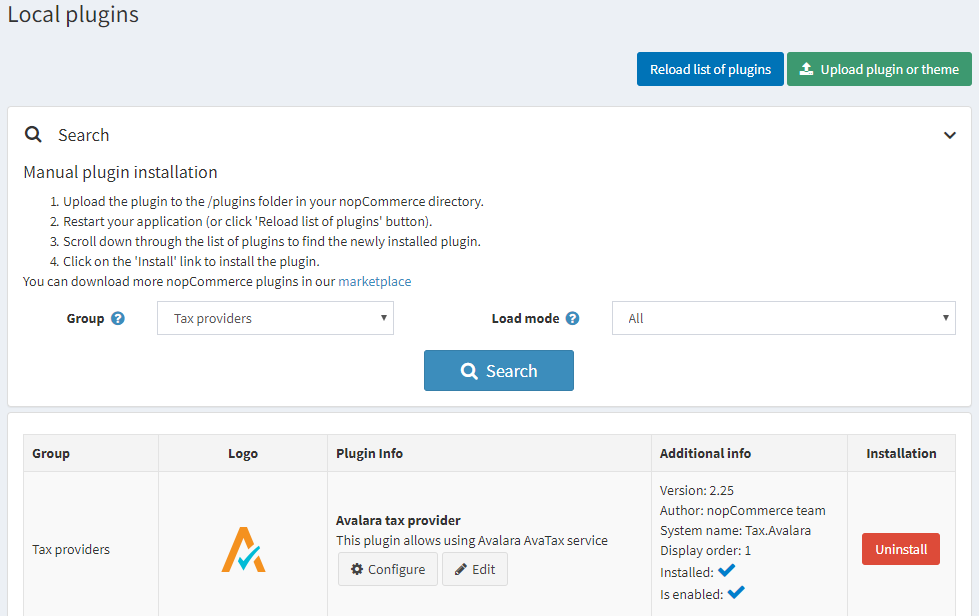 Local plugins
Reload list of plugins
Upload plugin or theme
Search
Manual plugin installation
1. Upload the plugin to the /plugins folder in your nopCommerce directory.
2. Restart your application (or click 'Reload list of plugins' button).
3. Scroll down through the list of plugins to find the newly installed plugin.
4. Click on the 'Install' link to install the plugin.
You can download more nopCommerce plugins in our marketplace
Group ? Tax providers Load mode ? All
Search
Group Logo Plugin Info Additional info Installation
Tax providers
Avalara tax provider
This plugin allows using Avalara AvaTax service
Configure Edit
Version: 2.25
Author: nopCommerce team
System name: Tax.Avalara
Display order: 1
Installed:
Is enabled:
Uninstall